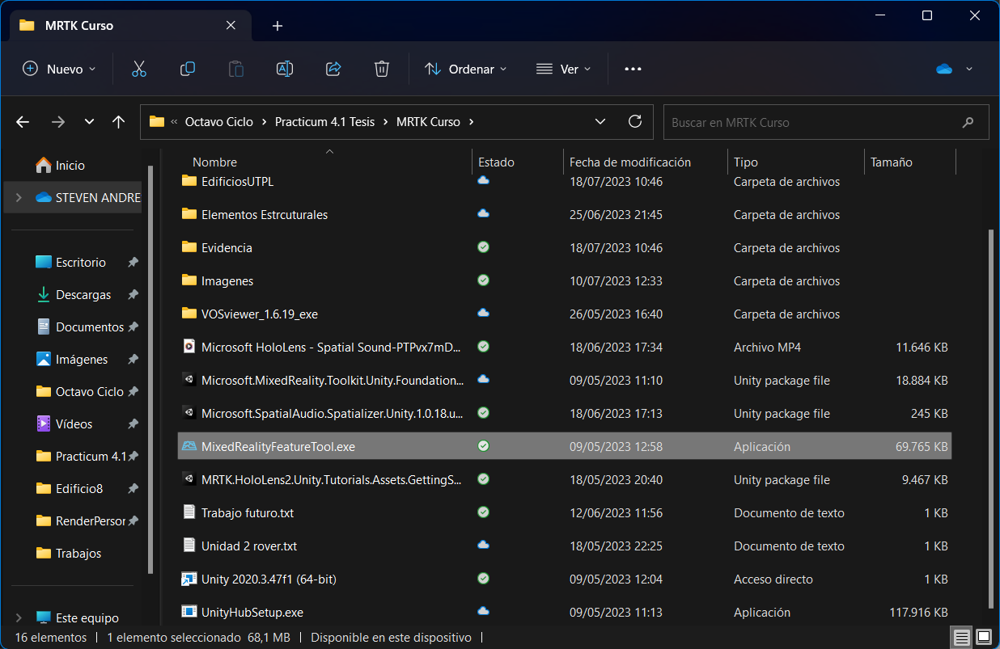 MRTK Curso
Nuevo
Ordenar
Ver
Octavo Ciclo
Practicum 4.1 Tesis
MRTK Curso
Buscar en MRTK Curso
Inicio
STEVEN ANDRE
Escritorio
Descargas
Documentos
Imágenes
Octavo Ciclo
Vídeos
Practicum 4.1
Edificio8
RenderPersor
Trabajos
Este equipo
Nombre Estado Fecha de modificación Tipo Tamaño
EdificiosUTPL 18/07/2023 10:46 Carpeta de archivos
Elementos Estrcuturales 25/06/2023 21:45 Carpeta de archivos
Evidencia 18/07/2023 10:46 Carpeta de archivos
Imagenes 10/07/2023 12:33 Carpeta de archivos
VOSviewer_1.6.19_exe 26/05/2023 16:40 Carpeta de archivos
Microsoft HoloLens - Spatial Sound-PTPvx7mD... 18/06/2023 17:34 Archivo MP4 11.646 KB
Microsoft.MixedReality.Toolkit.Unity.Foundation... 09/05/2023 11:10 Unity package file 18.884 KB
Microsoft.SpatialAudio.Spatializer.Unity.1.0.18.u... 18/06/2023 17:13 Unity package file 245 KB
MixedRealityFeatureTool.exe 09/05/2023 12:58 Aplicación 69.765 KB
MRTK.HoloLens2.Unity.Tutorials.Assets.GettingS... 18/05/2023 20:40 Unity package file 9.467 KB
Trabajo futuro.txt 12/06/2023 11:56 Documento de texto 1 KB
Unidad 2 rover.txt 18/05/2023 22:25 Documento de texto 1 KB
Unity 2020.3.47f1 (64-bit) 09/05/2023 12:04 Acceso directo 1 KB
UnityHubSetup.exe 09/05/2023 11:13 Aplicación 117.916 KB
16 elementos | 1 elemento seleccionado 68,1 MB | Disponible en este dispositivo |